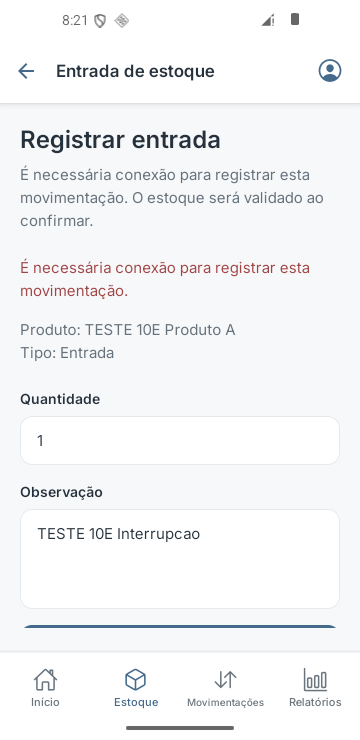 8:21
Entrada de estoque
Registrar entrada
É necessária conexão para registrar esta
movimentação. O estoque será validado ao
confirmar.
É necessária conexão para registrar esta
movimentação.
Produto: TESTE 10E Produto A
Tipo: Entrada
Quantidade
1
Observação
TESTE 10E Interrupcao
Início
Estoque
Movimentações
Relatórios